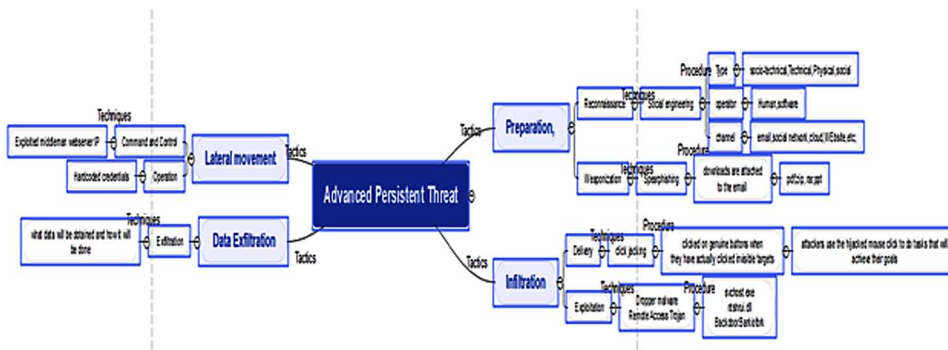 Advanced Persistent Threat
Tactics
Preparation,
Reconnaissance
Techniques
Social engineering
Procedure
Type
socio-technical,Technical,Physical,social
operator
Human,software
channel
email,social network,cloud,WEbsite,etc,
Weaponization
Techniques
Spearphishing
Procedure
downloads are attached
to the email
pdf,zip,rar,ppt
Tactics
Infiltration
Delivery
Techniques
click jacking
Procedure
clicked on genuine buttons when
they have actually clicked invisible targets
attackers use the hijacked mouse click to do tasks that will
achieve their goals
Exploitation
Techniques
Dropper malware
Remote Access Trojan
Procedure
svchost.exe
ntshrui.dll
Tactics
Lateral movement
Techniques
Command and Control
Exploited middleman webserver IP
Operation
Hardcoded credentials
Tactics
Data Exfiltration
Techniques
Exfiltration
what data will be obtained and how it will
be done